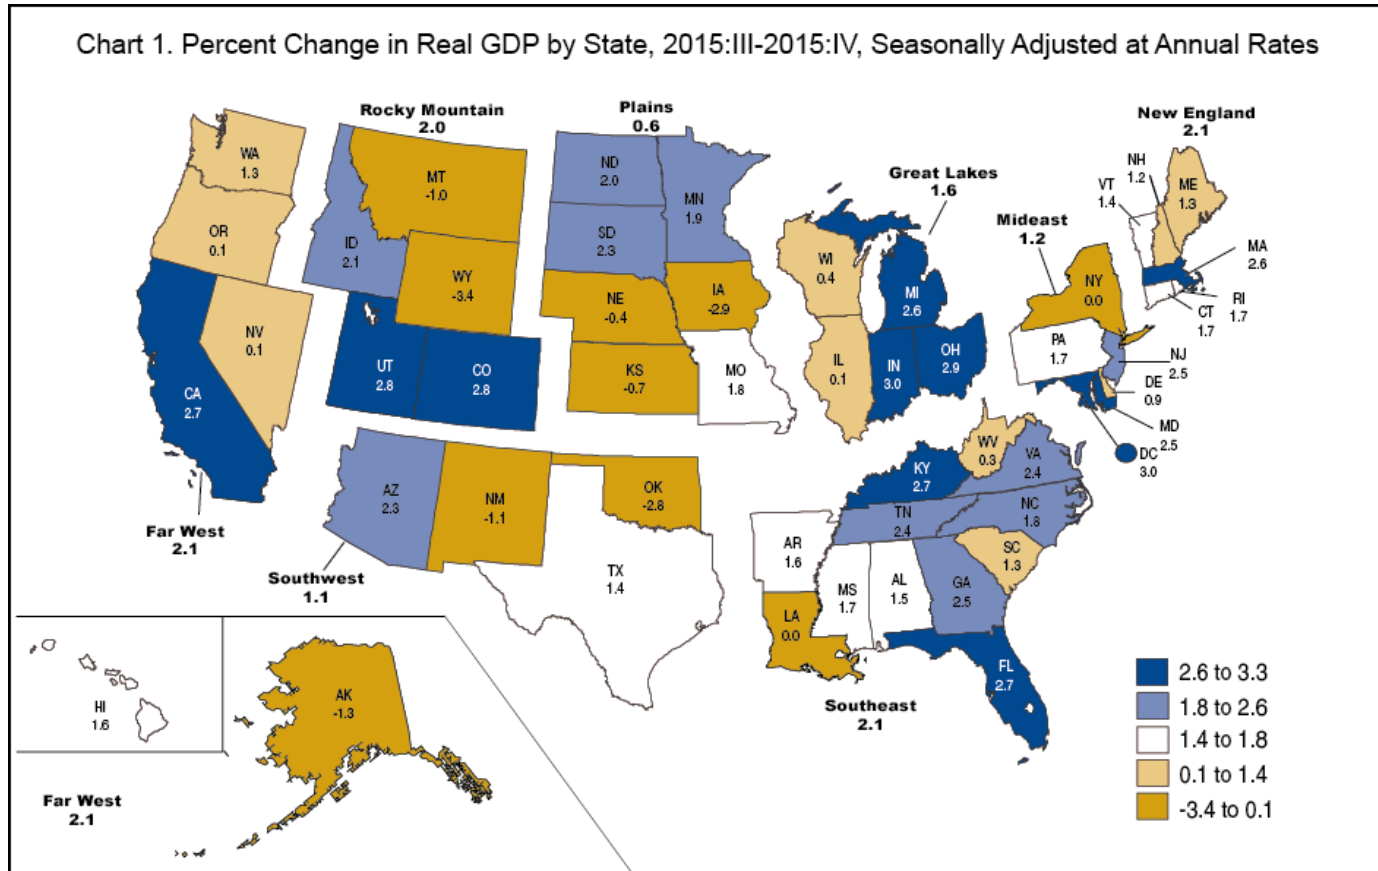 Chart 1. Percent Change in Real GDP by State, 2015:III-2015:IV, Seasonally Adjusted at Annual Rates
Rocky Mountain
2.0
Plains
0.6
New England
2.1
Great Lakes
1.6
Mideast
1.2
WA
1.3
OR
0.1
CA
2.7
NV
0.1
Far West
2.1
MT
-1.0
ID
2.1
WY
-3.4
UT
2.8
CO
2.8
ND
2.0
SD
2.3
MN
1.9
NE
-0.4
IA
-2.9
KS
-0.7
MO
1.8
WI
0.4
MI
2.6
IL
0.1
IN
3.0
OH
2.9
NH
1.2
VT
1.4
ME
1.3
MA
2.6
RI
1.7
CT
1.7
NY
0.0
PA
1.7
NJ
2.5
DE
0.9
MD
2.5
DC
3.0
AZ
2.3
NM
-1.1
OK
-2.8
TX
1.4
Southwest
1.1
KY
2.7
WV
0.3
VA
2.4
TN
2.4
NC
1.8
AR
1.6
SC
1.3
MS
1.7
AL
1.5
GA
2.5
LA
0.0
FL
2.7
Southeast
2.1
HI
1.6
AK
-1.3
Far West
2.1
2.6 to 3.3
1.8 to 2.6
1.4 to 1.8
0.1 to 1.4
-3.4 to 0.1